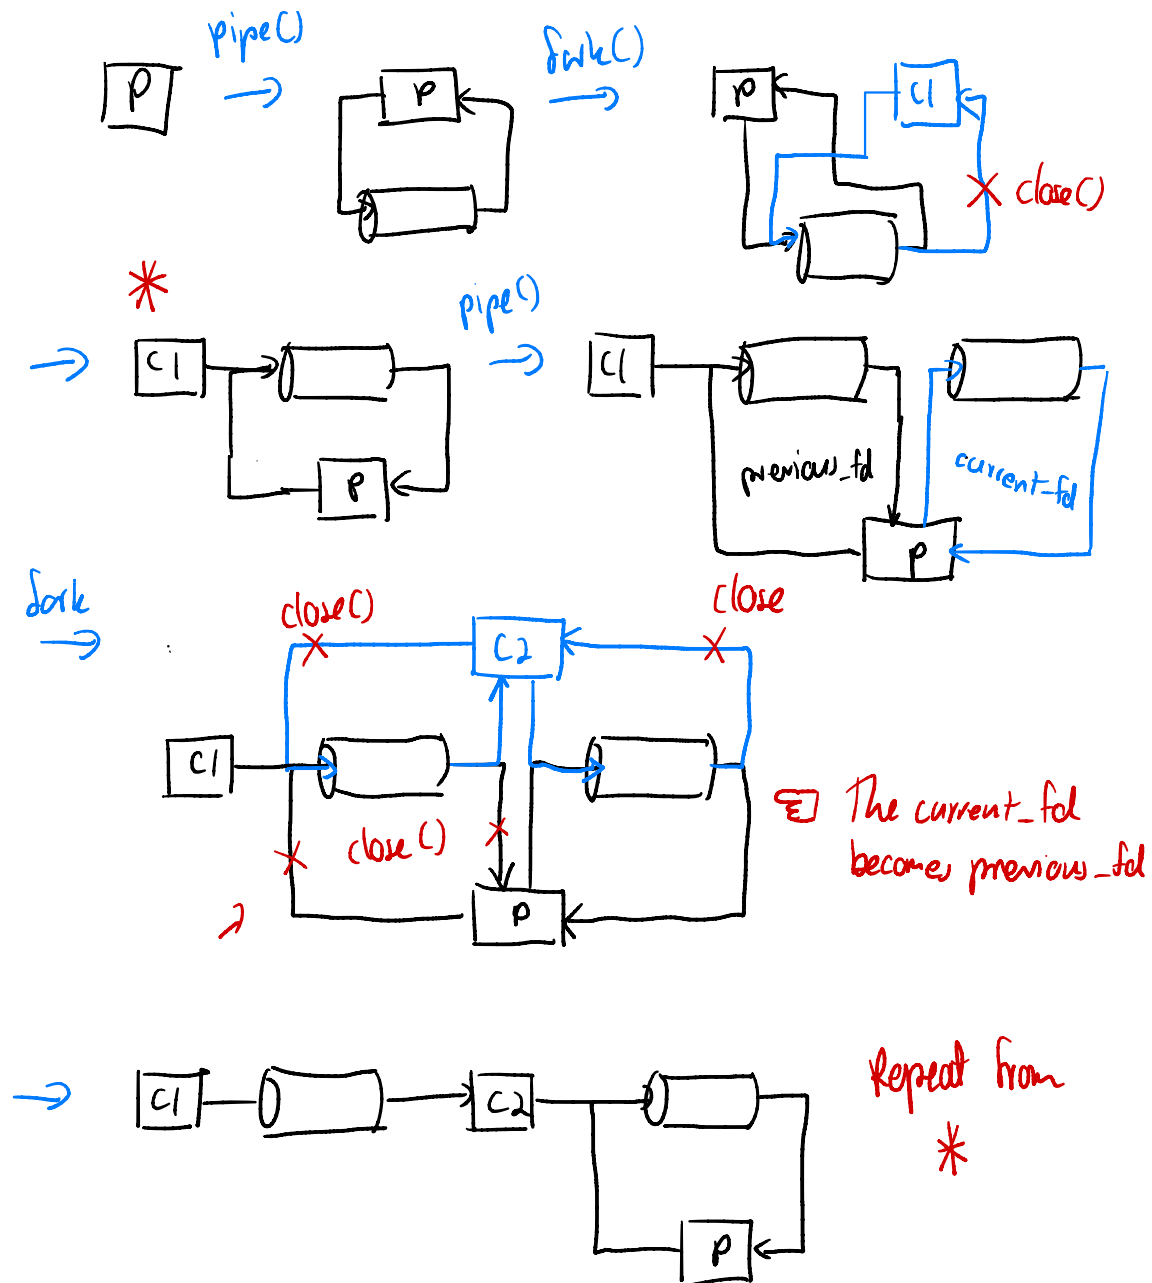 pipe()
fork()
P
P
P
C1
close()
*
pipe()
C1
P
C1
previous_fd
current_fd
P
fork
close()
close
C2
C1
close()
P
The current_fd
becomes previous_fd
C1
C2
Repeat from
*
P